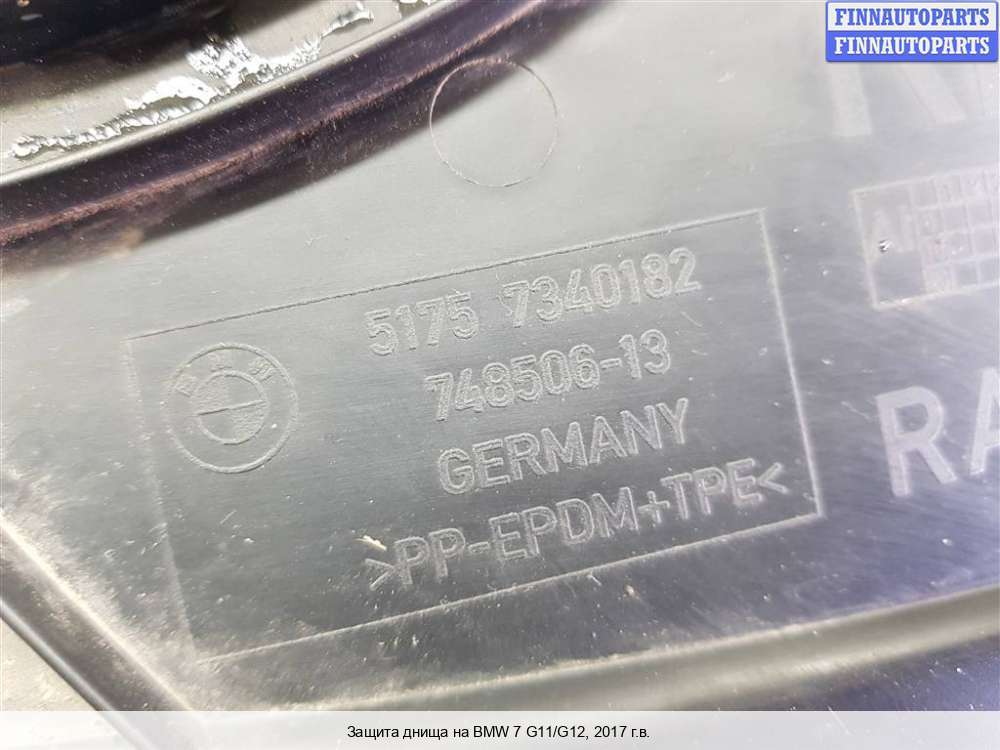 FINNAUTOPARTS
FINNAUTOPARTS
5175 7340182
748506-13
GERMANY
>PP-EPDM+TPE<
BMW
RA
Защита днища на BMW 7 G11/G12, 2017 г.в.